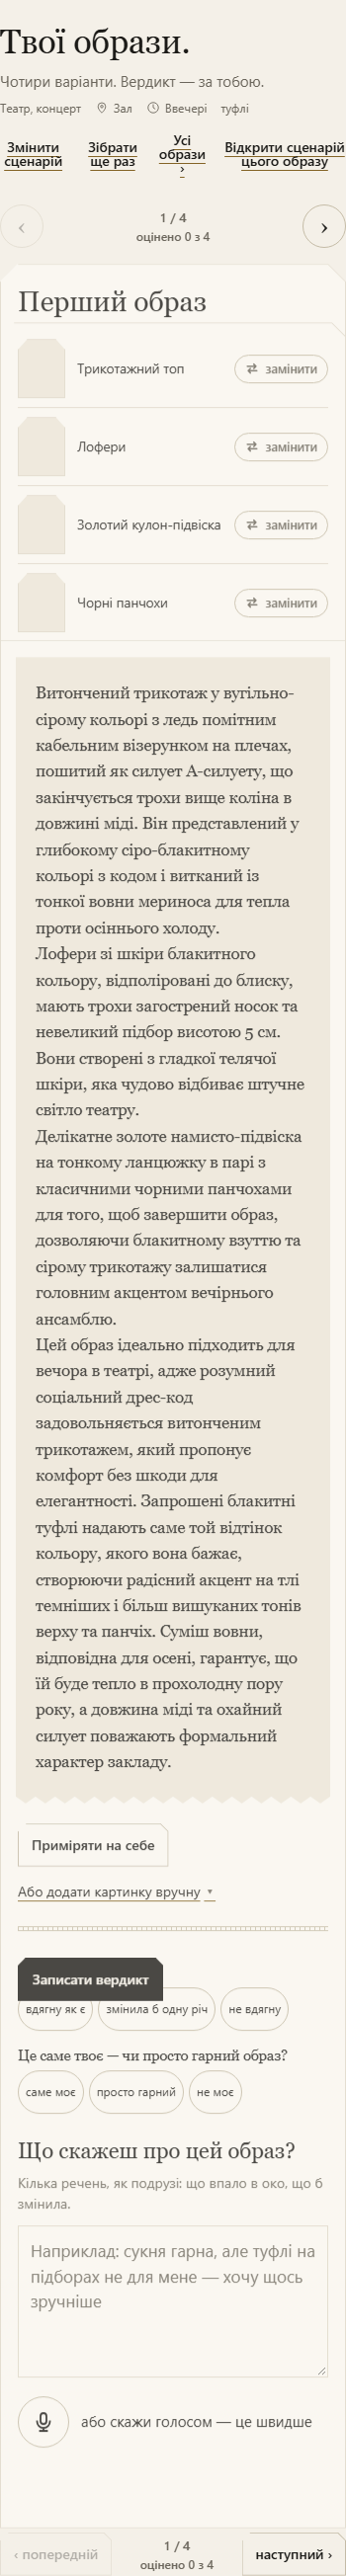 Твої образи.
Чотири варіанти. Вердикт — за тобою.
Театр, концерт Зал Ввечері туфлі
Змінити сценарій
Зібрати ще раз
Усі образи ›
Відкрити сценарій цього образу
‹ 1 / 4 ›
оцінено 0 з 4
Перший образ
Трикотажний топ ⇄ замінити
Лофери ⇄ замінити
Золотий кулон-підвіска ⇄ замінити
Чорні панчохи ⇄ замінити
Витончений трикотаж у вугільно-
сірому кольорі з ледь помітним
кабельним візерунком на плечах,
пошитий як силует А-силуету, що
закінчується трохи вище коліна в
довжині міді. Він представлений у
глибокому сіро-блакитному
кольорі з кодом і витканий із
тонкої вовни мериноса для тепла
проти осіннього холоду.
Лофери зі шкіри блакитного
кольору, відполіровані до блиску,
мають трохи загострений носок та
невеликий підбор висотою 5 см.
Вони створені з гладкої телячої
шкіри, яка чудово відбиває штучне
світло театру.
Делікатне золоте намисто-підвіска
на тонкому ланцюжку в парі з
класичними чорними панчохами
для того, щоб завершити образ,
дозволяючи блакитному взуттю та
сірому трикотажу залишатися
головним акцентом вечірнього
ансамблю.
Цей образ ідеально підходить для
вечора в театрі, адже розумний
соціальний дрес-код
задовольняється витонченим
трикотажем, який пропонує
комфорт без шкоди для
елегантності. Запрошені блакитні
туфлі надають саме той відтінок
кольору, якого вона бажає,
створюючи радісний акцент на тлі
темніших і більш вишуканих тонів
верху та панчіх. Суміш вовни,
відповідна для осені, гарантує, що
їй буде тепло в прохолодну пору
року, а довжина міді та охайний
силует поважають формальний
характер закладу.
Приміряти на себе
Або додати картинку вручну ▾
Записати вердикт
вдягну як є змінила б одну річ не вдягну
Це саме твоє — чи просто гарний образ?
саме моє просто гарний не моє
Що скажеш про цей образ?
Кілька речень, як подрузі: що впало в око, що б
змінила.
Наприклад: сукня гарна, але туфлі на
підборах не для мене — хочу щось
зручніше
або скажи голосом — це швидше
‹ попередній 1 / 4 наступний ›
оцінено 0 з 4